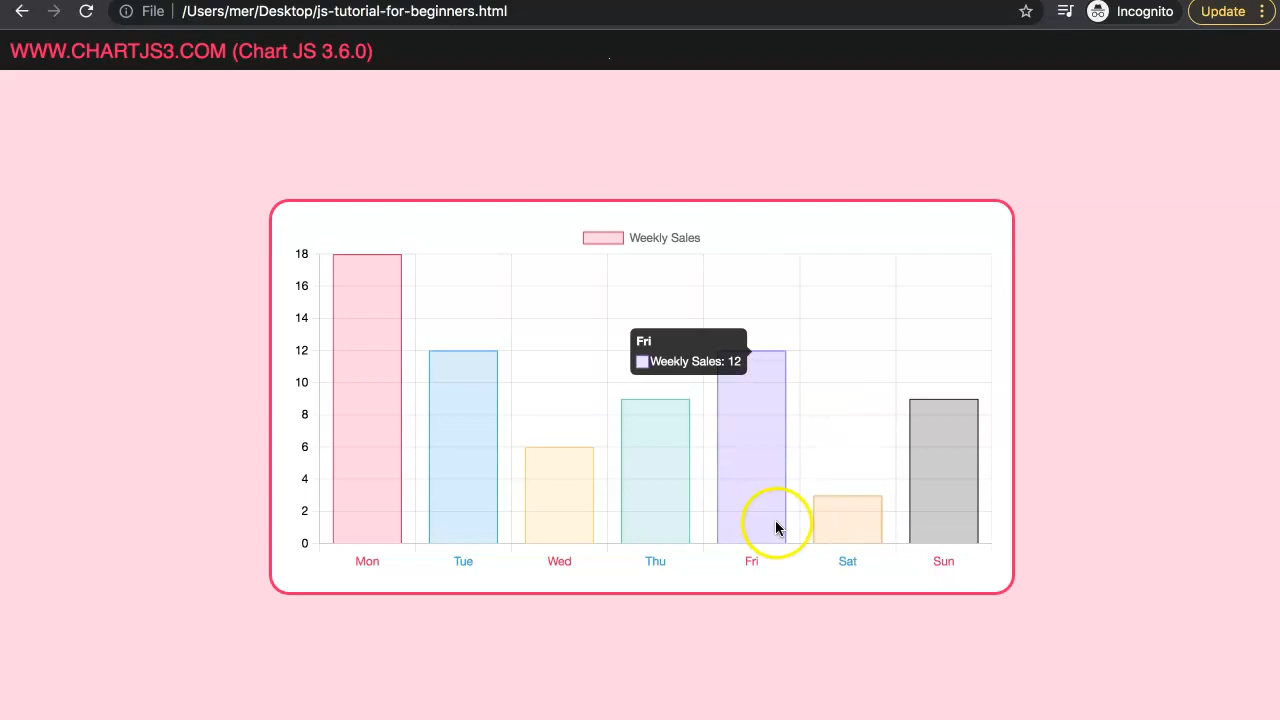 File /Users/mer/Desktop/js-tutorial-for-beginners.html Incognito Update
WWW.CHARTJS3.COM (Chart JS 3.6.0)
Weekly Sales
18
16
14
12
10
8
6
4
2
0
Fri
Weekly Sales: 12
Mon Tue Wed Thu Fri Sat Sun